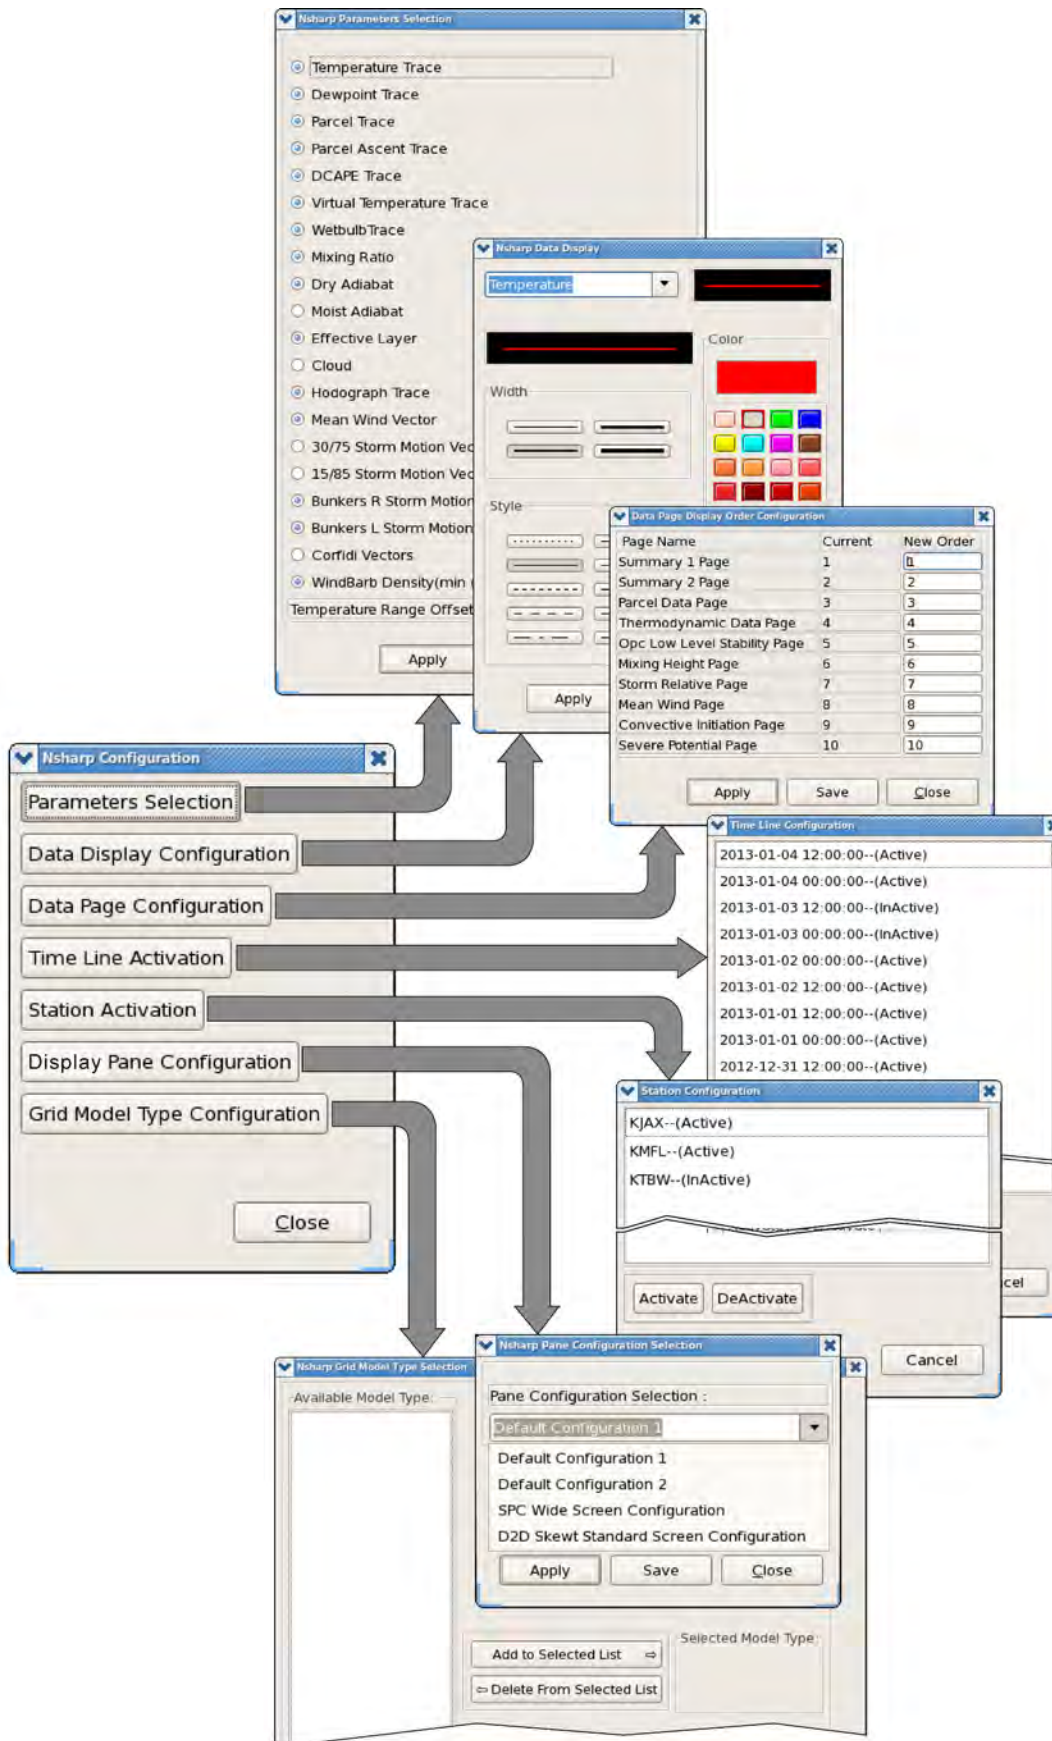 Nsharp Parameters Selection
Temperature Trace
Dewpoint Trace
Parcel Trace
Parcel Ascent Trace
DCAPE Trace
Virtual Temperature Trace
WetbulbTrace
Mixing Ratio
Dry Adiabat
Moist Adiabat
Effective Layer
Cloud
Hodograph Trace
Mean Wind Vector
30/75 Storm Motion Vec
15/85 Storm Motion Vec
Bunkers R Storm Motion
Bunkers L Storm Motion
Corfidi Vectors
WindBarb Density(min
Temperature Range Offset
Apply
Nsharp Data Display
Temperature
Color
Width
Style
Apply
Data Page Display Order Configuration
Page Name Current New Order
Summary 1 Page 1 1
Summary 2 Page 2 2
Parcel Data Page 3 3
Thermodynamic Data Page 4 4
Opc Low Level Stability Page 5 5
Mixing Height Page 6 6
Storm Relative Page 7 7
Mean Wind Page 8 8
Convective Initiation Page 9 9
Severe Potential Page 10 10
Apply Save Close
Nsharp Configuration
Parameters Selection
Data Display Configuration
Data Page Configuration
Time Line Activation
Station Activation
Display Pane Configuration
Grid Model Type Configuration
Close
Time Line Configuration
2013-01-04 12:00:00--(Active)
2013-01-04 00:00:00--(Active)
2013-01-03 12:00:00--(InActive)
2013-01-03 00:00:00--(InActive)
2013-01-02 00:00:00--(Active)
2013-01-02 12:00:00--(Active)
2013-01-01 12:00:00--(Active)
2013-01-01 00:00:00--(Active)
2012-12-31 12:00:00--(Active)
cel
Station Configuration
KJAX--(Active)
KMFL--(Active)
KTBW--(InActive)
Activate DeActivate
Cancel
Nsharp Pane Configuration Selection
Pane Configuration Selection :
Default Configuration 1
Default Configuration 1
Default Configuration 2
SPC Wide Screen Configuration
D2D Skewt Standard Screen Configuration
Apply Save Close
Nsharp Grid Model Type Selection
Available Model Type:
Selected Model Type:
Add to Selected List ⇨
⇦ Delete From Selected List